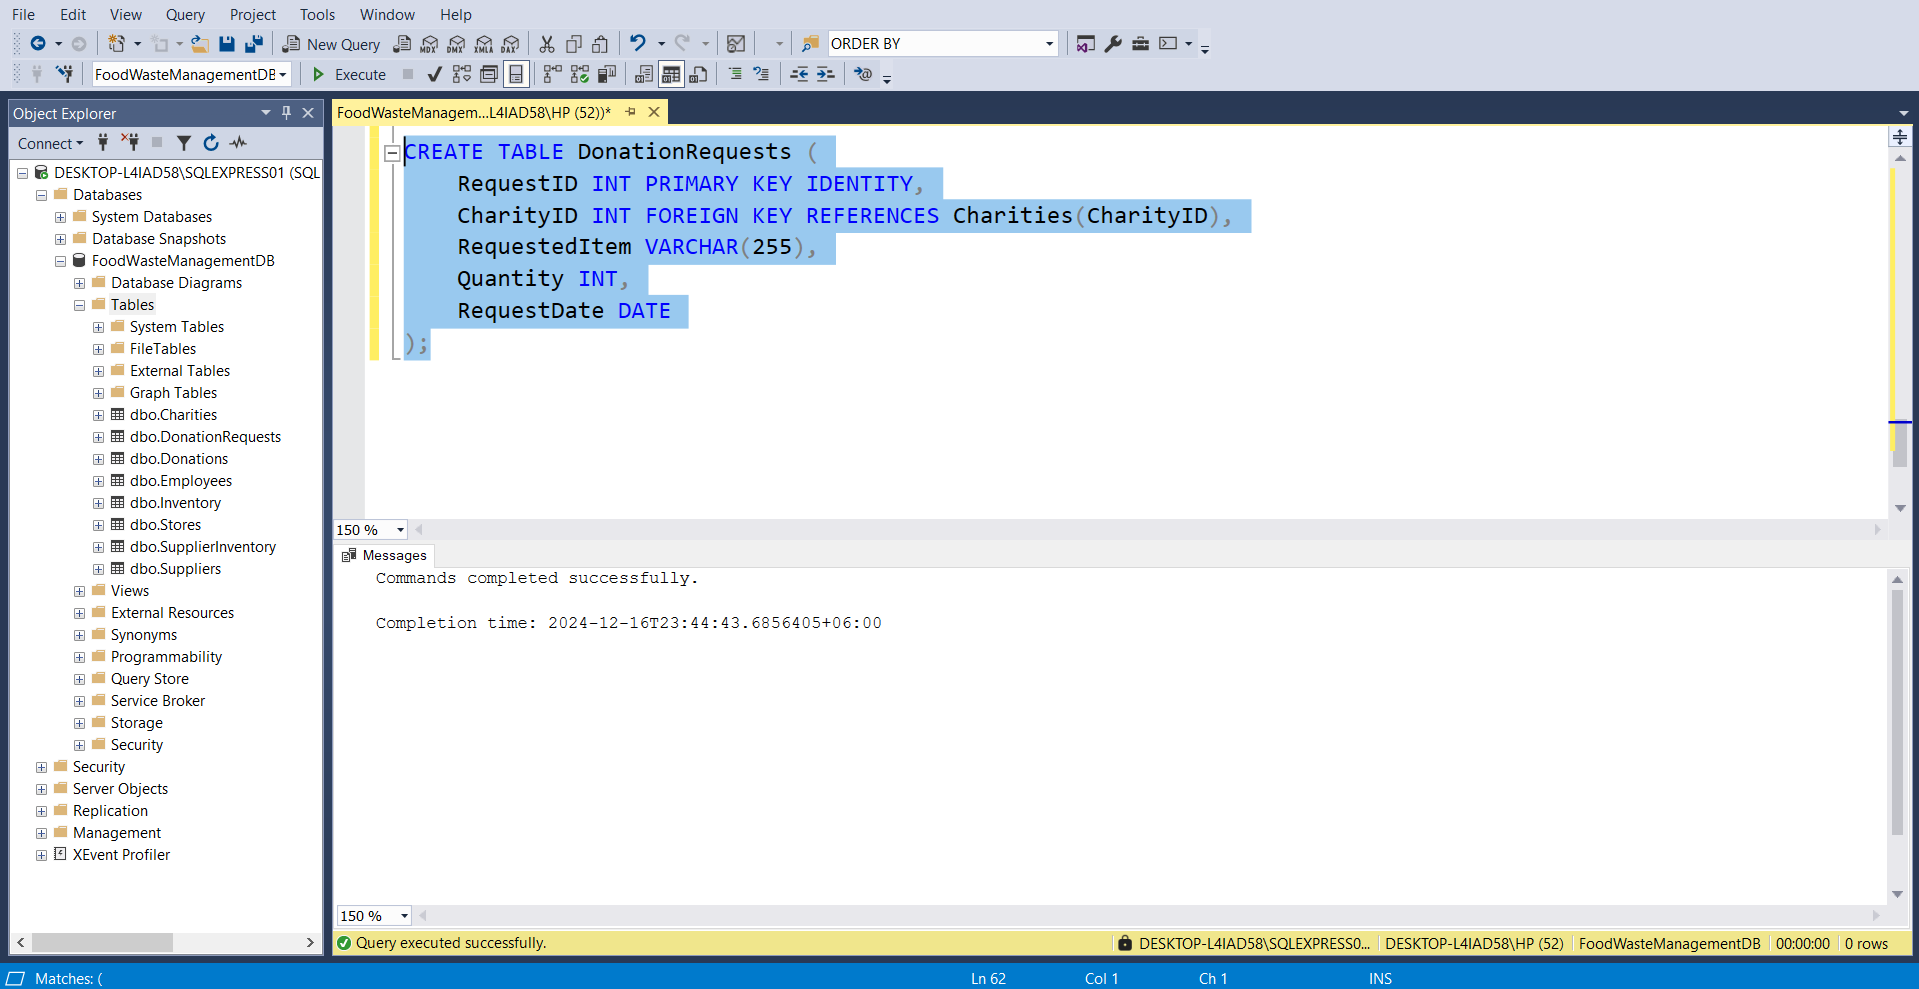 File Edit View Query Project Tools Window Help
New Query MDX DMX XMLA DAX ORDER BY
FoodWasteManagementDB Execute
Object Explorer
Connect
DESKTOP-L4IAD58\SQLEXPRESS01 (SQL
Databases
System Databases
Database Snapshots
FoodWasteManagementDB
Database Diagrams
Tables
System Tables
FileTables
External Tables
Graph Tables
dbo.Charities
dbo.DonationRequests
dbo.Donations
dbo.Employees
dbo.Inventory
dbo.Stores
dbo.SupplierInventory
dbo.Suppliers
Views
External Resources
Synonyms
Programmability
Query Store
Service Broker
Storage
Security
Security
Server Objects
Replication
Management
XEvent Profiler
FoodWasteManagem...L4IAD58\HP (52))*
CREATE TABLE DonationRequests (
RequestID INT PRIMARY KEY IDENTITY,
CharityID INT FOREIGN KEY REFERENCES Charities(CharityID),
RequestedItem VARCHAR(255),
Quantity INT,
RequestDate DATE
);
150 %
Messages
Commands completed successfully.
Completion time: 2024-12-16T23:44:43.6856405+06:00
150 %
Query executed successfully. DESKTOP-L4IAD58\SQLEXPRESS0... DESKTOP-L4IAD58\HP (52) FoodWasteManagementDB 00:00:00 0 rows
Matches: ( Ln 62 Col 1 Ch 1 INS